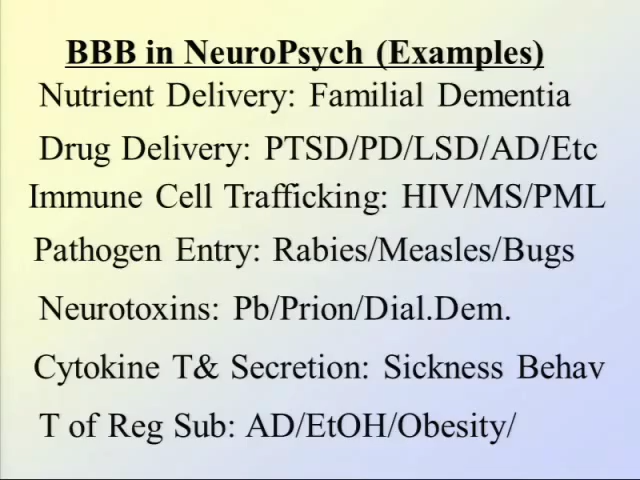 BBB in NeuroPsych (Examples)
Nutrient Delivery: Familial Dementia
Drug Delivery: PTSD/PD/LSD/AD/Etc
Immune Cell Trafficking: HIV/MS/PML
Pathogen Entry: Rabies/Measles/Bugs
Neurotoxins: Pb/Prion/Dial.Dem.
Cytokine T& Secretion: Sickness Behav
T of Reg Sub: AD/EtOH/Obesity/